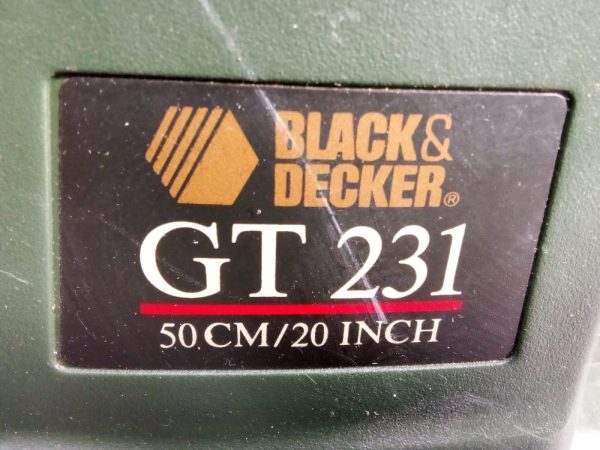 BLACK&
DECKER®
GT 231
50 CM/20 INCH